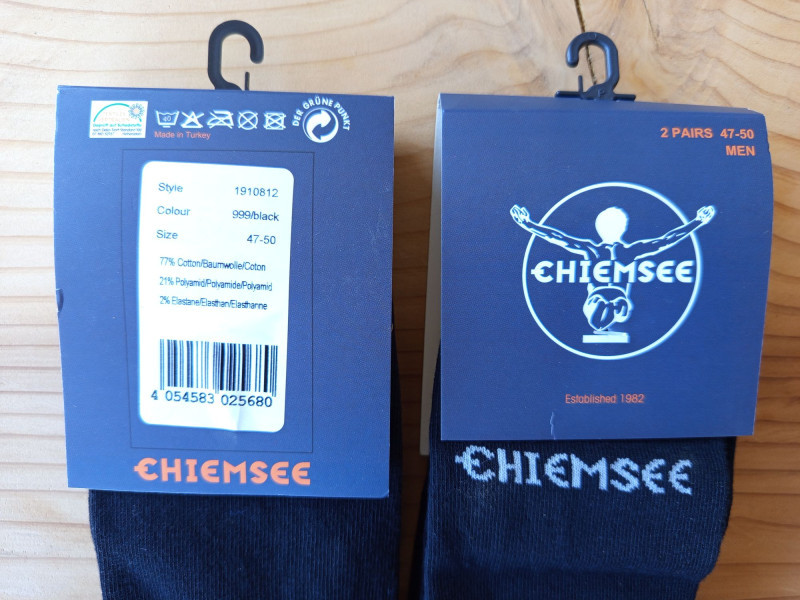 DER GRÜNE PUNKT
Made in Turkey
Style 1910812
Colour 999/black
Size 47-50
77% Cotton/Baumwolle/Coton
21% Polyamid/Polyamide/Polyamid
2% Elastane/Elasthan/Elasthanne
4 054583 025680
CHIEMSEE
2 PAIRS 47-50
MEN
CHIEMSEE
Established 1982
CHIEMSEE